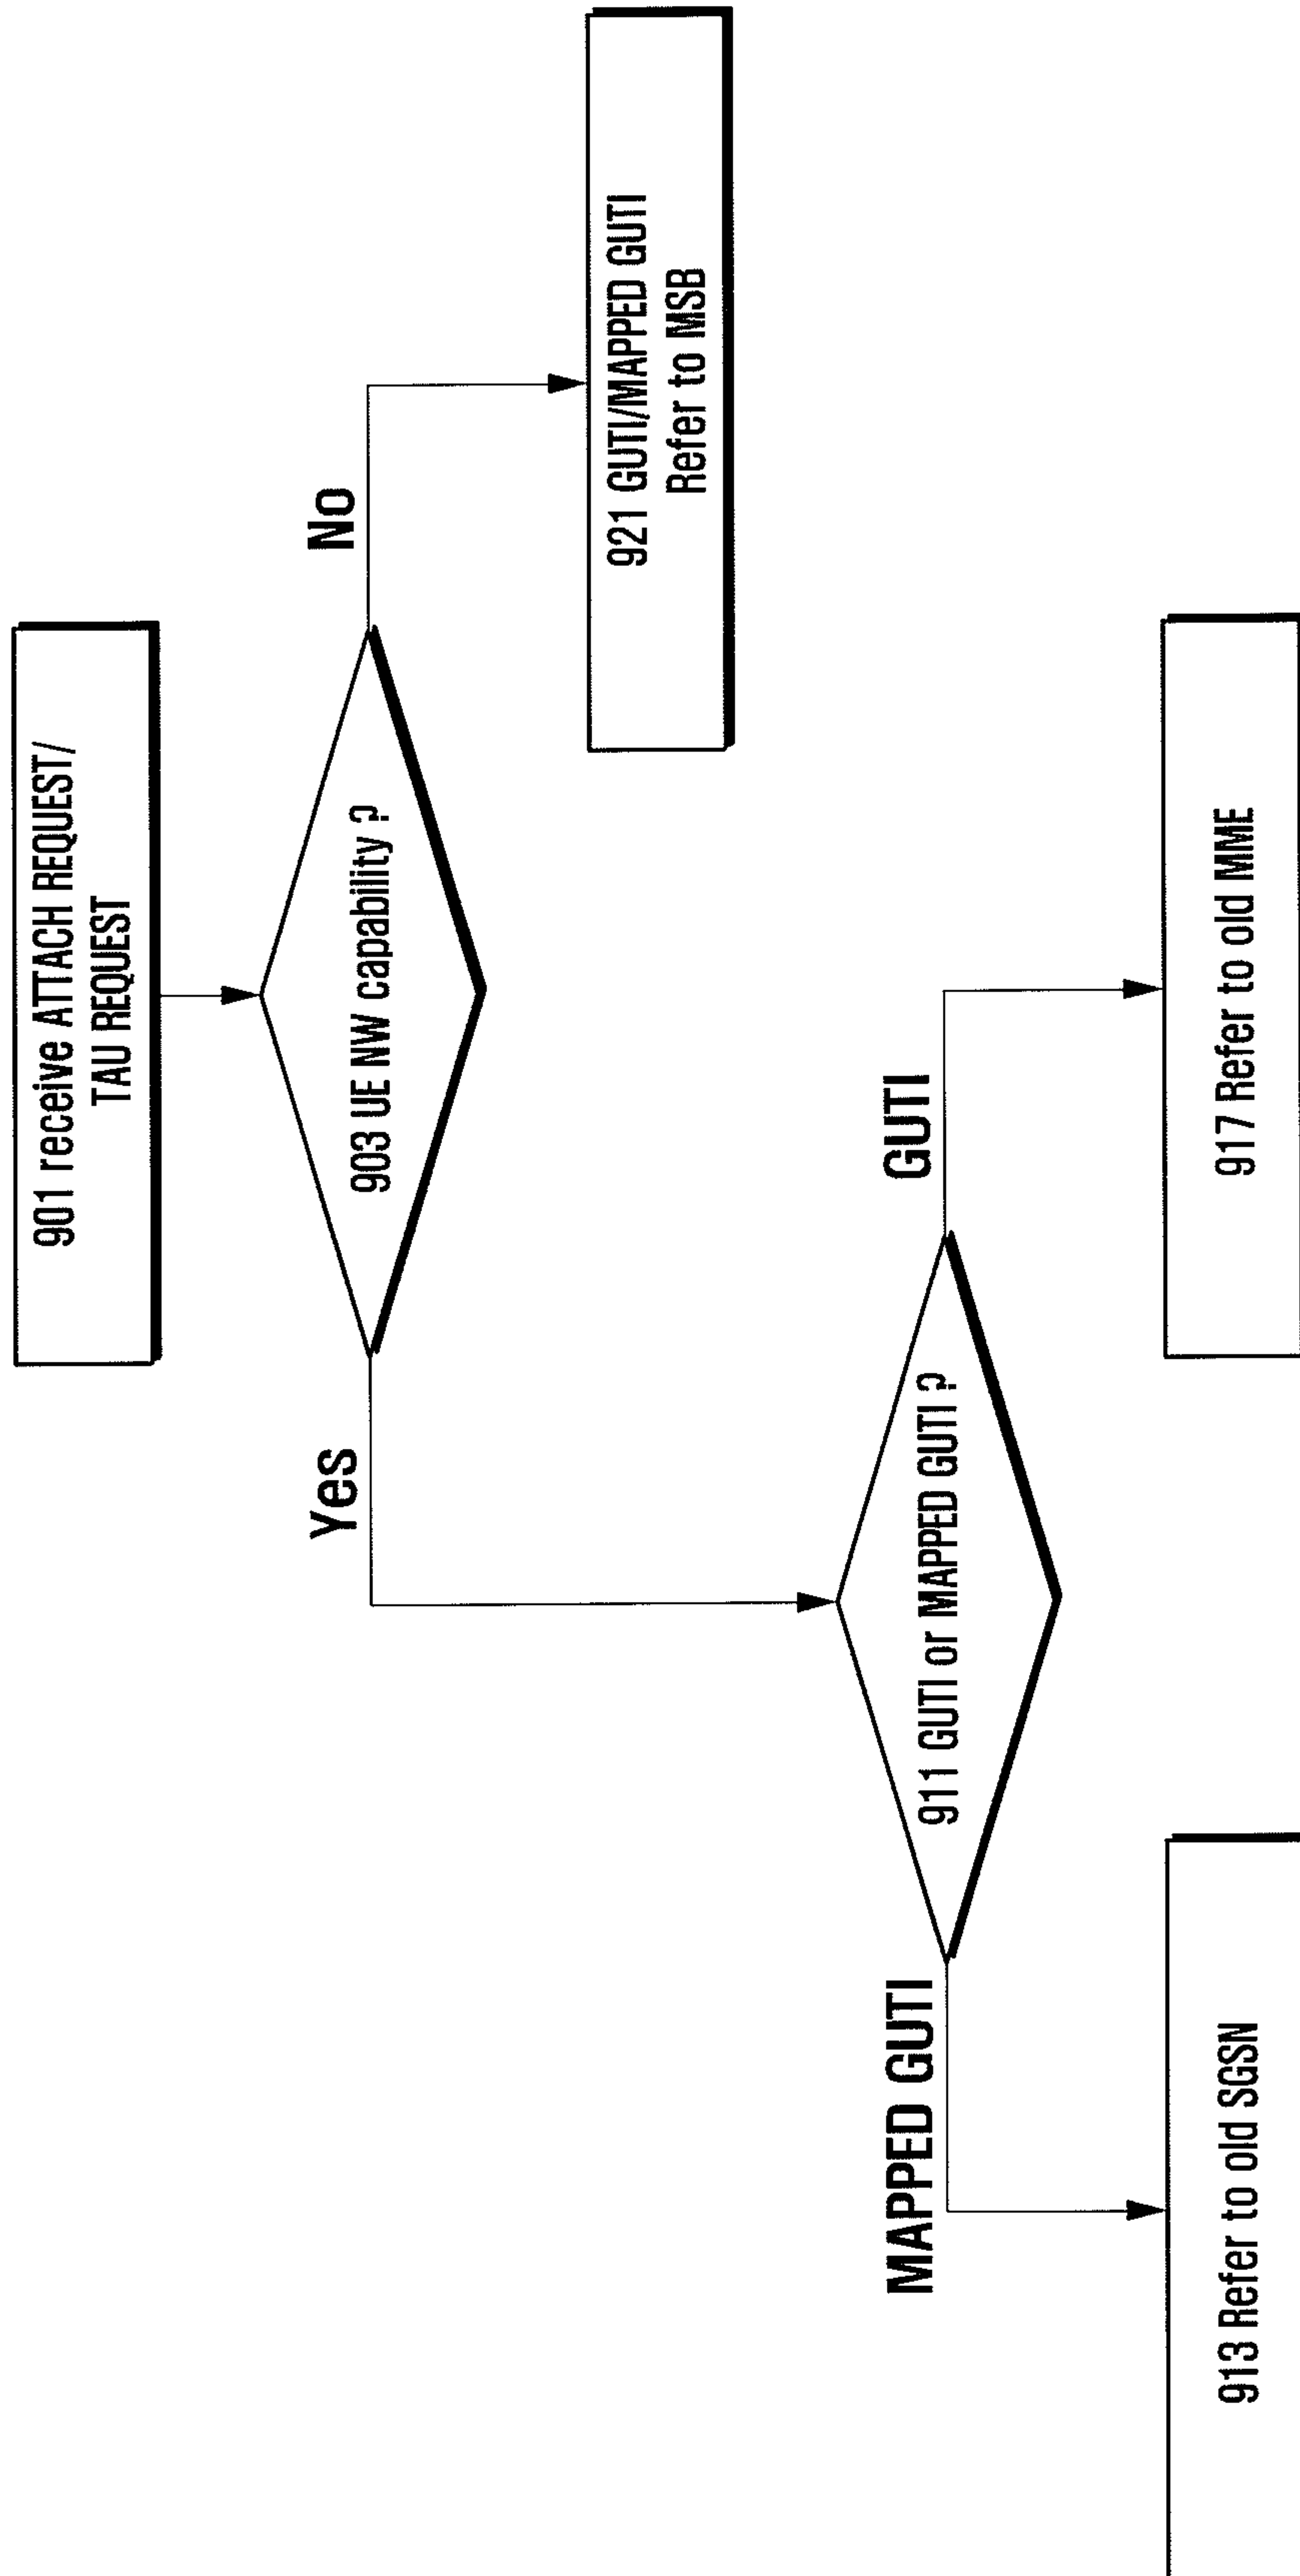 901 receive ATTACH REQUEST/
TAU REQUEST
903 UE NW capability ?
Yes
No
921 GUTI/MAPPED GUTI
Refer to MSB
911 GUTI or MAPPED GUTI ?
MAPPED GUTI
GUTI
913 Refer to old SGSN
917 Refer to old MME